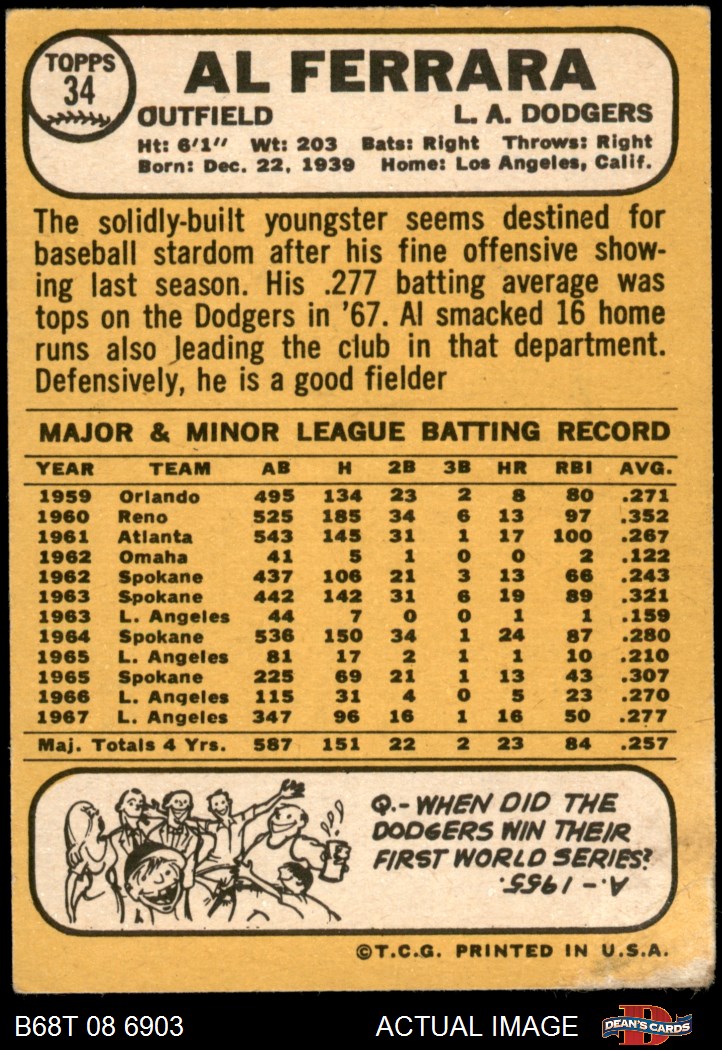 TOPPS
34
AL FERRARA
OUTFIELD L. A. DODGERS
Ht: 6'1" Wt: 203 Bats: Right Throws: Right
Born: Dec. 22, 1939 Home: Los Angeles, Calif.
The solidly-built youngster seems destined for
baseball stardom after his fine offensive show-
ing last season. His .277 batting average was
tops on the Dodgers in '67. Al smacked 16 home
runs also leading the club in that department.
Defensively, he is a good fielder
MAJOR & MINOR LEAGUE BATTING RECORD
YEAR TEAM AB H 2B 3B HR RBI AVG.
1959 Orlando 495 134 23 2 8 80 .271
1960 Reno 525 185 34 6 13 97 .352
1961 Atlanta 543 145 31 1 17 100 .267
1962 Omaha 41 5 1 0 0 2 .122
1962 Spokane 437 106 21 3 13 66 .243
1963 Spokane 442 142 31 6 19 89 .321
1963 L. Angeles 44 7 0 0 1 1 .159
1964 Spokane 536 150 34 1 24 87 .280
1965 L. Angeles 81 17 2 1 1 10 .210
1965 Spokane 225 69 21 1 13 43 .307
1966 L. Angeles 115 31 4 0 5 23 .270
1967 L. Angeles 347 96 16 1 16 50 .277
Maj. Totals 4 Yrs. 587 151 22 2 23 84 .257
Q.- WHEN DID THE
DODGERS WIN THEIR
FIRST WORLD SERIES?
A.- 1955.
©T.C.G. PRINTED IN U.S.A.
B68T 08 6903 ACTUAL IMAGE D DEAN'S CARDS